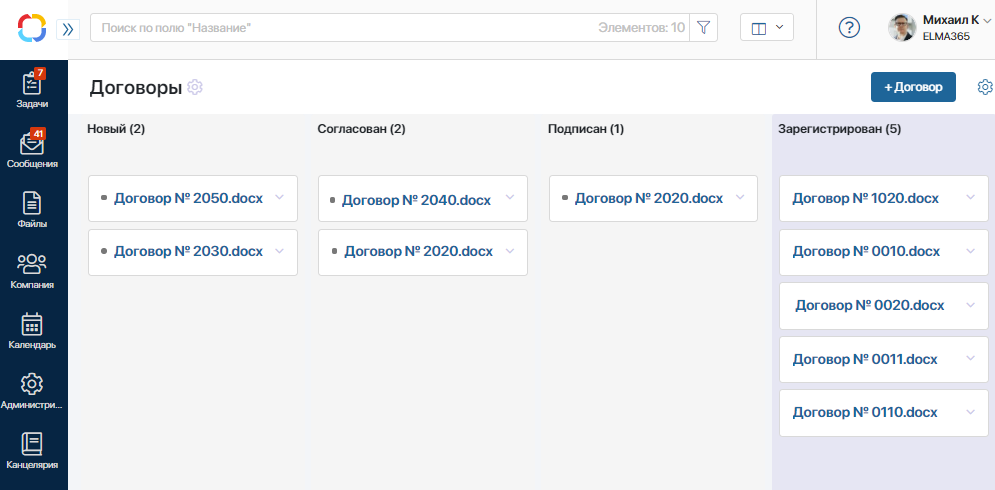 Поиск по полю "Название"
Элементов: 10
?
Михаил К
ELMA365
7
Задачи
41
Сообщения
Файлы
Компания
Календарь
Администри...
Канцелярия
Договоры
+ Договор
Новый (2)
Договор № 2050.docx
Договор № 2030.docx
Согласован (2)
Договор № 2040.docx
Договор № 2020.docx
Подписан (1)
Договор № 2020.docx
Зарегистрирован (5)
Договор № 1020.docx
Договор № 0010.docx
Договор № 0020.docx
Договор № 0011.docx
Договор № 0110.docx